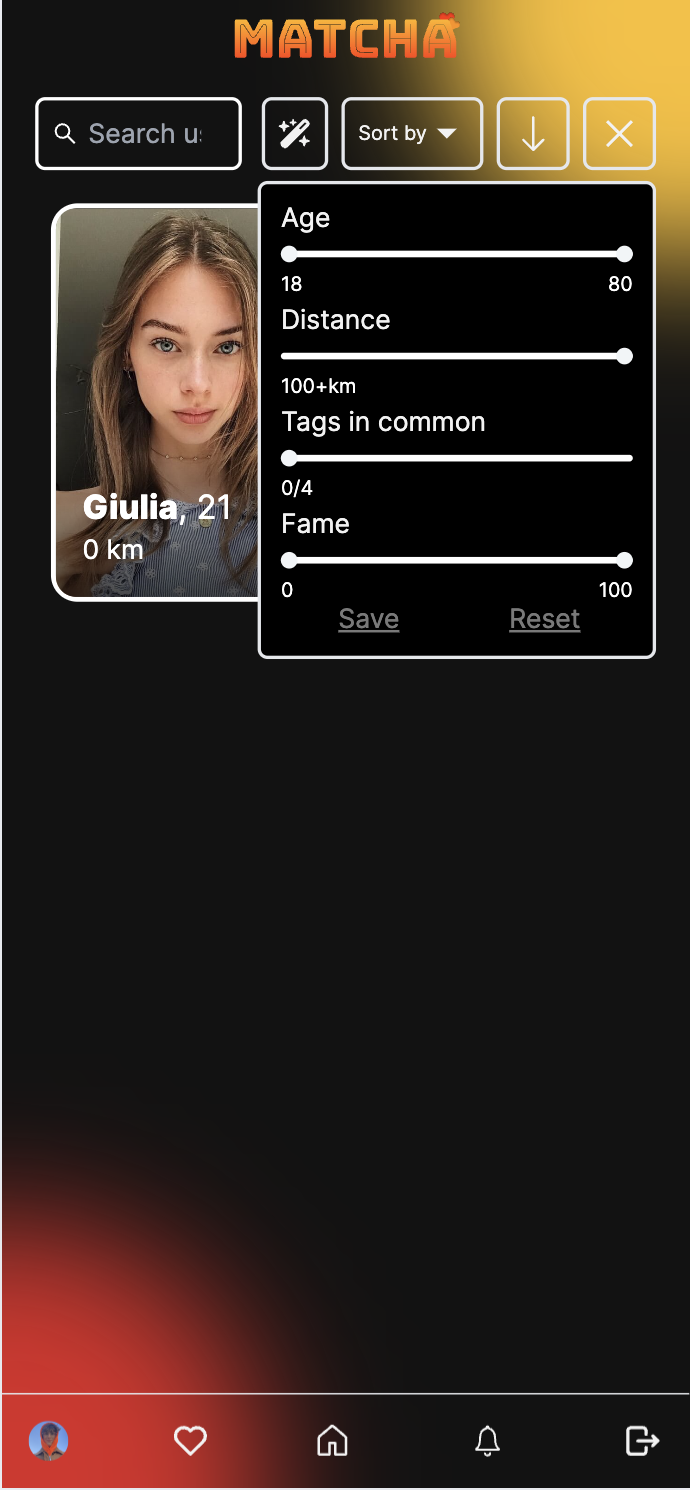 MATCHA
Search us
Sort by
Age
18 80
Distance
100+km
Tags in common
0/4
Fame
0 100
Save Reset
Giulia, 21
0 km